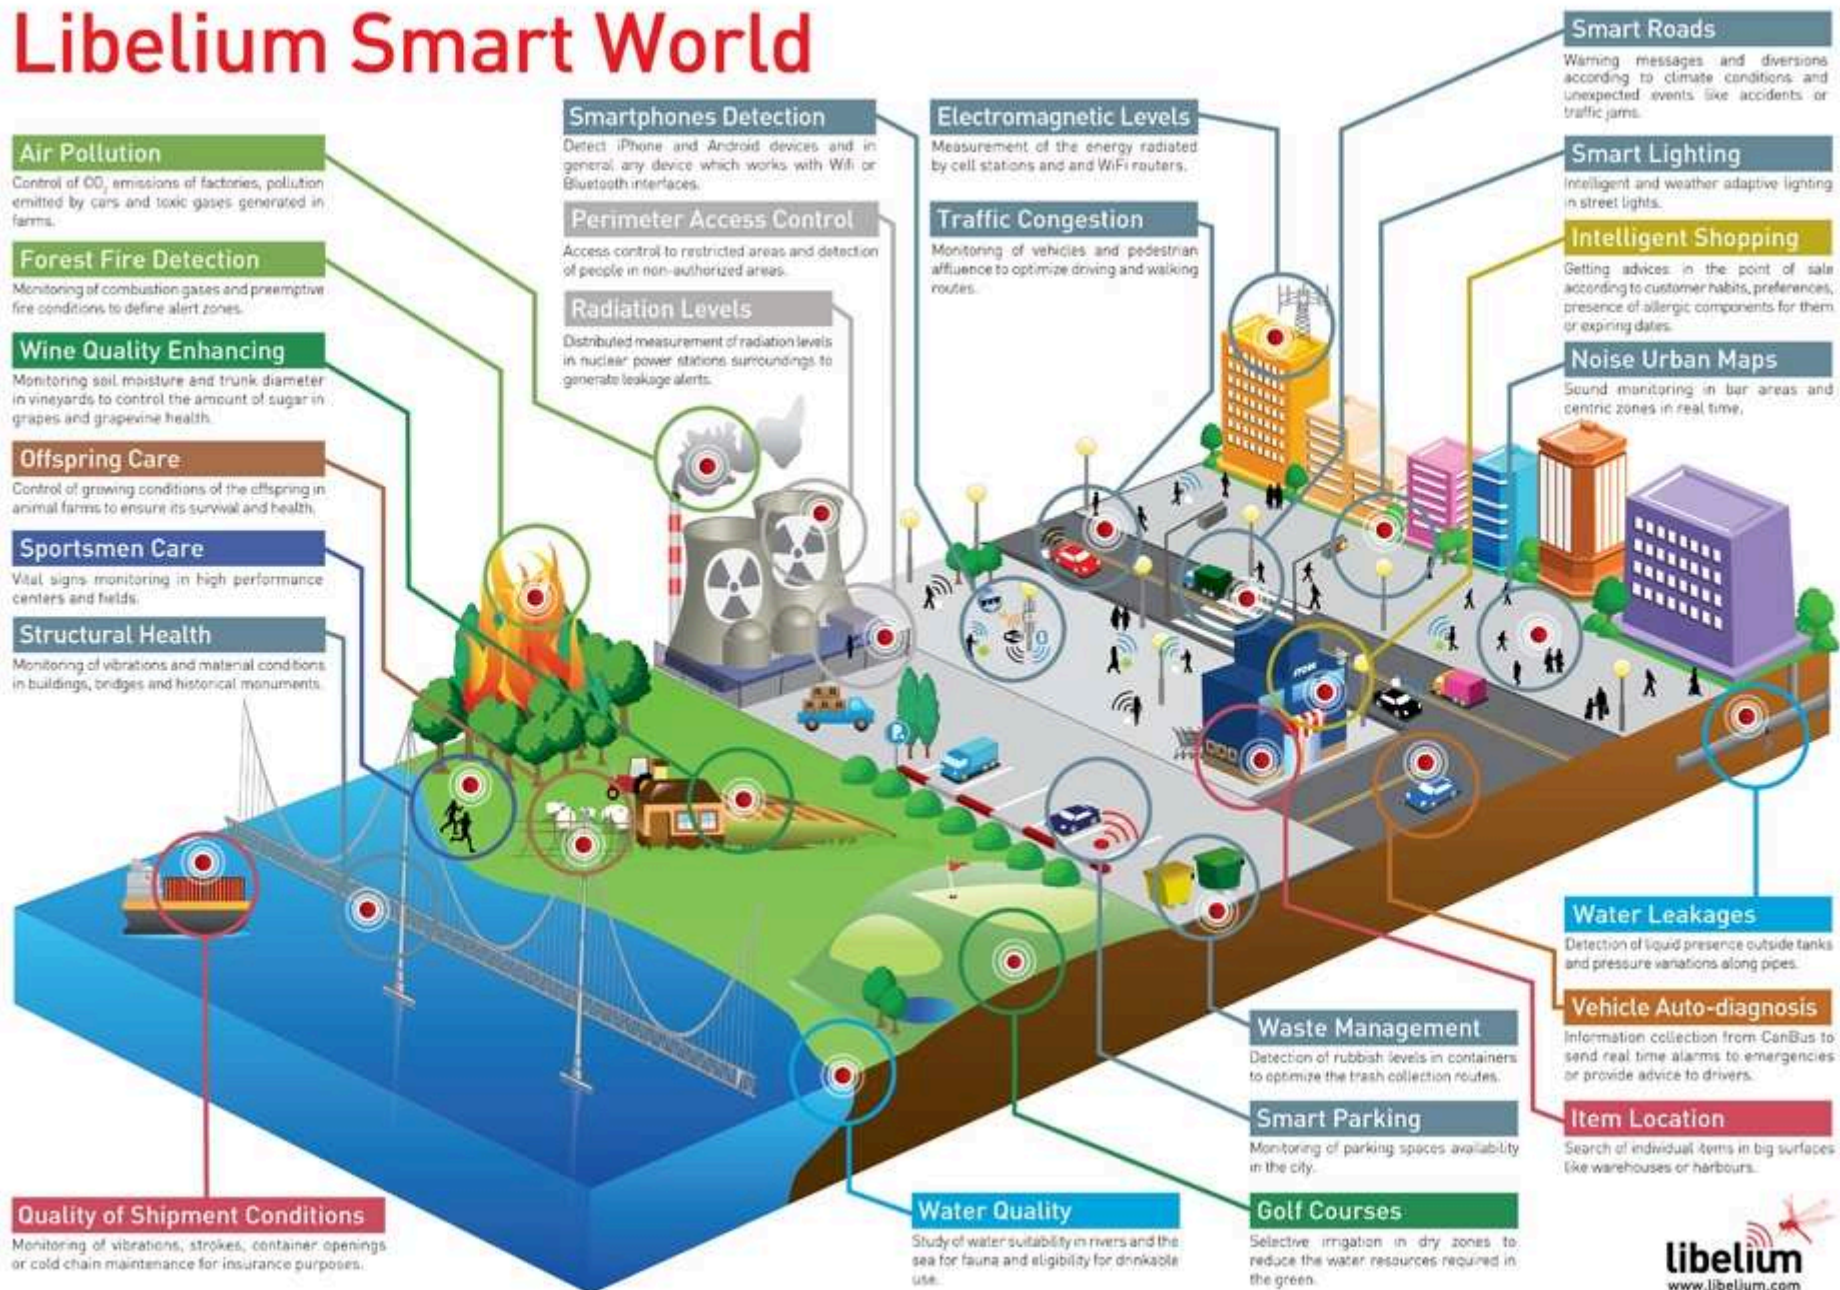 Libelium Smart World
Air Pollution
Control of CO₂ emissions of factories, pollution
emitted by cars and toxic gases generated in
farms.
Forest Fire Detection
Monitoring of combustion gases and preemptive
fire conditions to define alert zones.
Wine Quality Enhancing
Monitoring soil moisture and trunk diameter
in vineyards to control the amount of sugar in
grapes and grapevine health.
Offspring Care
Control of growing conditions of the offspring in
animal farms to ensure its survival and health.
Sportsmen Care
Vital signs monitoring in high performance
centers and fields.
Structural Health
Monitoring of vibrations and material conditions
in buildings, bridges and historical monuments.
Quality of Shipment Conditions
Monitoring of vibrations, strokes, container openings
or cold chain maintenance for insurance purposes.
Smartphones Detection
Detect iPhone and Android devices and in
general any device which works with Wifi or
Bluetooth interfaces.
Perimeter Access Control
Access control to restricted areas and detection
of people in non-authorized areas.
Radiation Levels
Distributed measurement of radiation levels
in nuclear power stations surroundings to
generate leakage alerts.
Electromagnetic Levels
Measurement of the energy radiated
by cell stations and and WiFi routers.
Traffic Congestion
Monitoring of vehicles and pedestrian
affluence to optimize driving and walking
routes.
Smart Roads
Warning messages and diversions
according to climate conditions and
unexpected events like accidents or
traffic jams.
Smart Lighting
Intelligent and weather adaptive lighting
in street lights.
Intelligent Shopping
Getting advices in the point of sale
according to customer habits, preferences,
presence of allergic components for them
or expiring dates.
Noise Urban Maps
Sound monitoring in bar areas and
centric zones in real time.
STORE
P
Water Leakages
Detection of liquid presence outside tanks
and pressure variations along pipes.
Vehicle Auto-diagnosis
Information collection from CanBus to
send real time alarms to emergencies
or provide advice to drivers.
Item Location
Search of individual items in big surfaces
like warehouses or harbours.
Waste Management
Detection of rubbish levels in containers
to optimize the trash collection routes.
Smart Parking
Monitoring of parking spaces availability
in the city.
Golf Courses
Selective irrigation in dry zones to
reduce the water resources required in
the green.
Water Quality
Study of water suitability in rivers and the
sea for fauna and eligibility for drinkable
use.
libelium
www.libelium.com